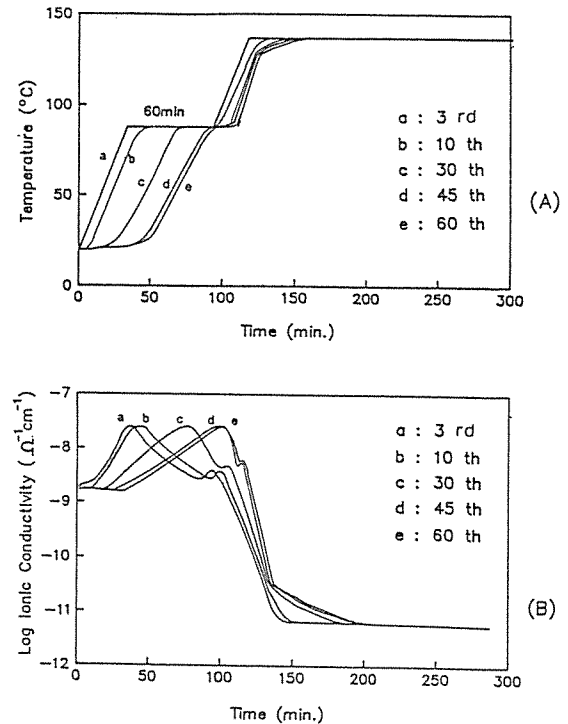 150
100
50
0
Temperature (°C)
60min
a
b
c
d
e
a : 3 rd
b : 10 th
c : 30 th
d : 45 th
e : 60 th
(A)
0 50 100 150 200 250 300
Time (min.)
-7
-8
-9
-10
-11
-12
Log Ionic Conductivity (Ω⁻¹cm⁻¹)
a b c d e
a : 3 rd
b : 10 th
c : 30 th
d : 45 th
e : 60 th
(B)
0 50 100 150 200 250 300
Time (min.)